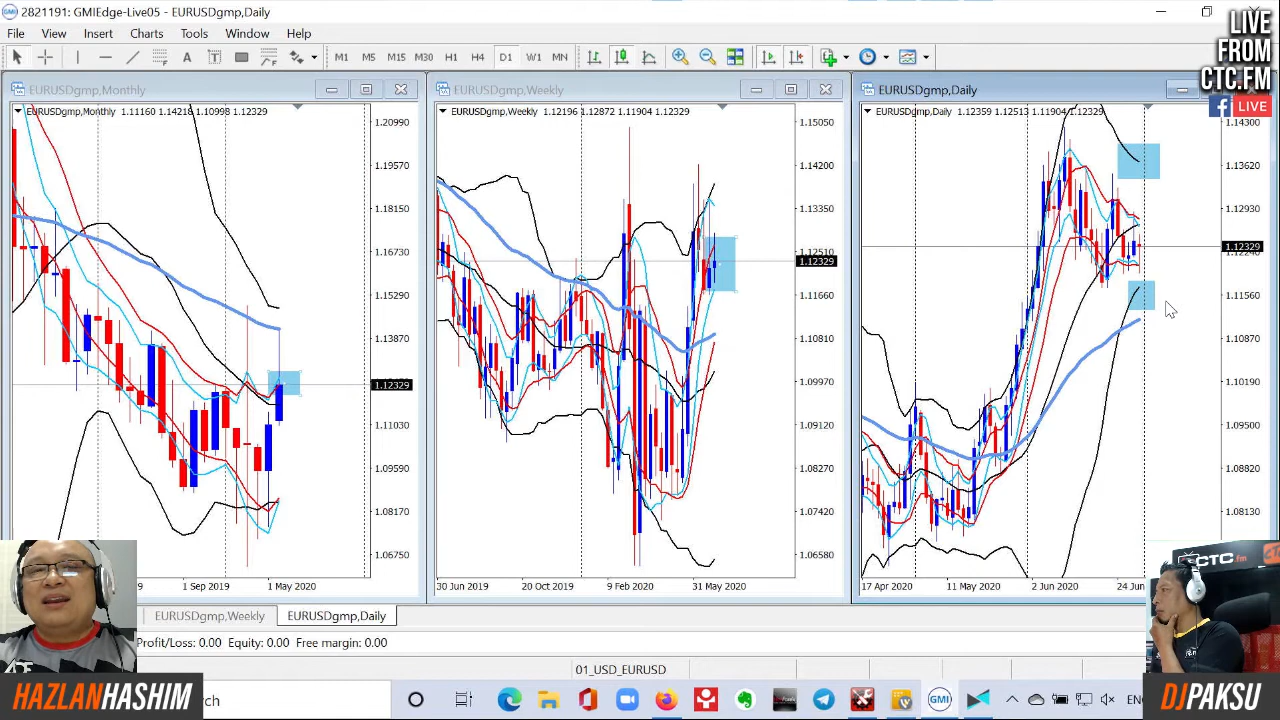 2821191: GMIEdge-Live05 - [EURUSDgmp,Daily
LIVE
FROM
CTC.FM
LIVE
File View Insert Charts Tools Window Help
M1 M5 M15 M30 H1 H4 D1 W1 MN
EURUSDgmp,Monthly
EURUSDgmp,Monthly 1.11160 1.14218 1.10998 1.12329
1.20990
1.19570
1.18150
1.16730
1.15290
1.13870
1.12329
1.11030
1.09590
1.08170
1.06750
1 Sep 2019
1 May 2020
EURUSDgmp,Weekly
1.12872 1.11904 1.12329
1.15050
1.14200
1.13350
1.12510
1.12329
1.11660
1.10810
1.09970
1.09120
1.08270
1.07420
1.06580
30 Jun 2019
20 Oct 2019
9 Feb 2020
31 May 2020
EURUSDgmp,Daily
EURUSDgmp,Daily 1.12359 1.12513 1.11904 1.12329
1.14300
1.13620
1.12930
1.12329
1.12240
1.11560
1.10870
1.10190
1.09500
1.08820
1.08130
17 Apr 2020
11 May 2020
2 Jun 2020
24 Jun
EURUSDgmp,Weekly
EURUSDgmp,Daily
Profit/Loss: 0.00 Equity: 0.00 Free margin: 0.00
01_USD_EURUSD
CTC.fm
rch
GMI
HAZLANHASHIM
DJPAKSU